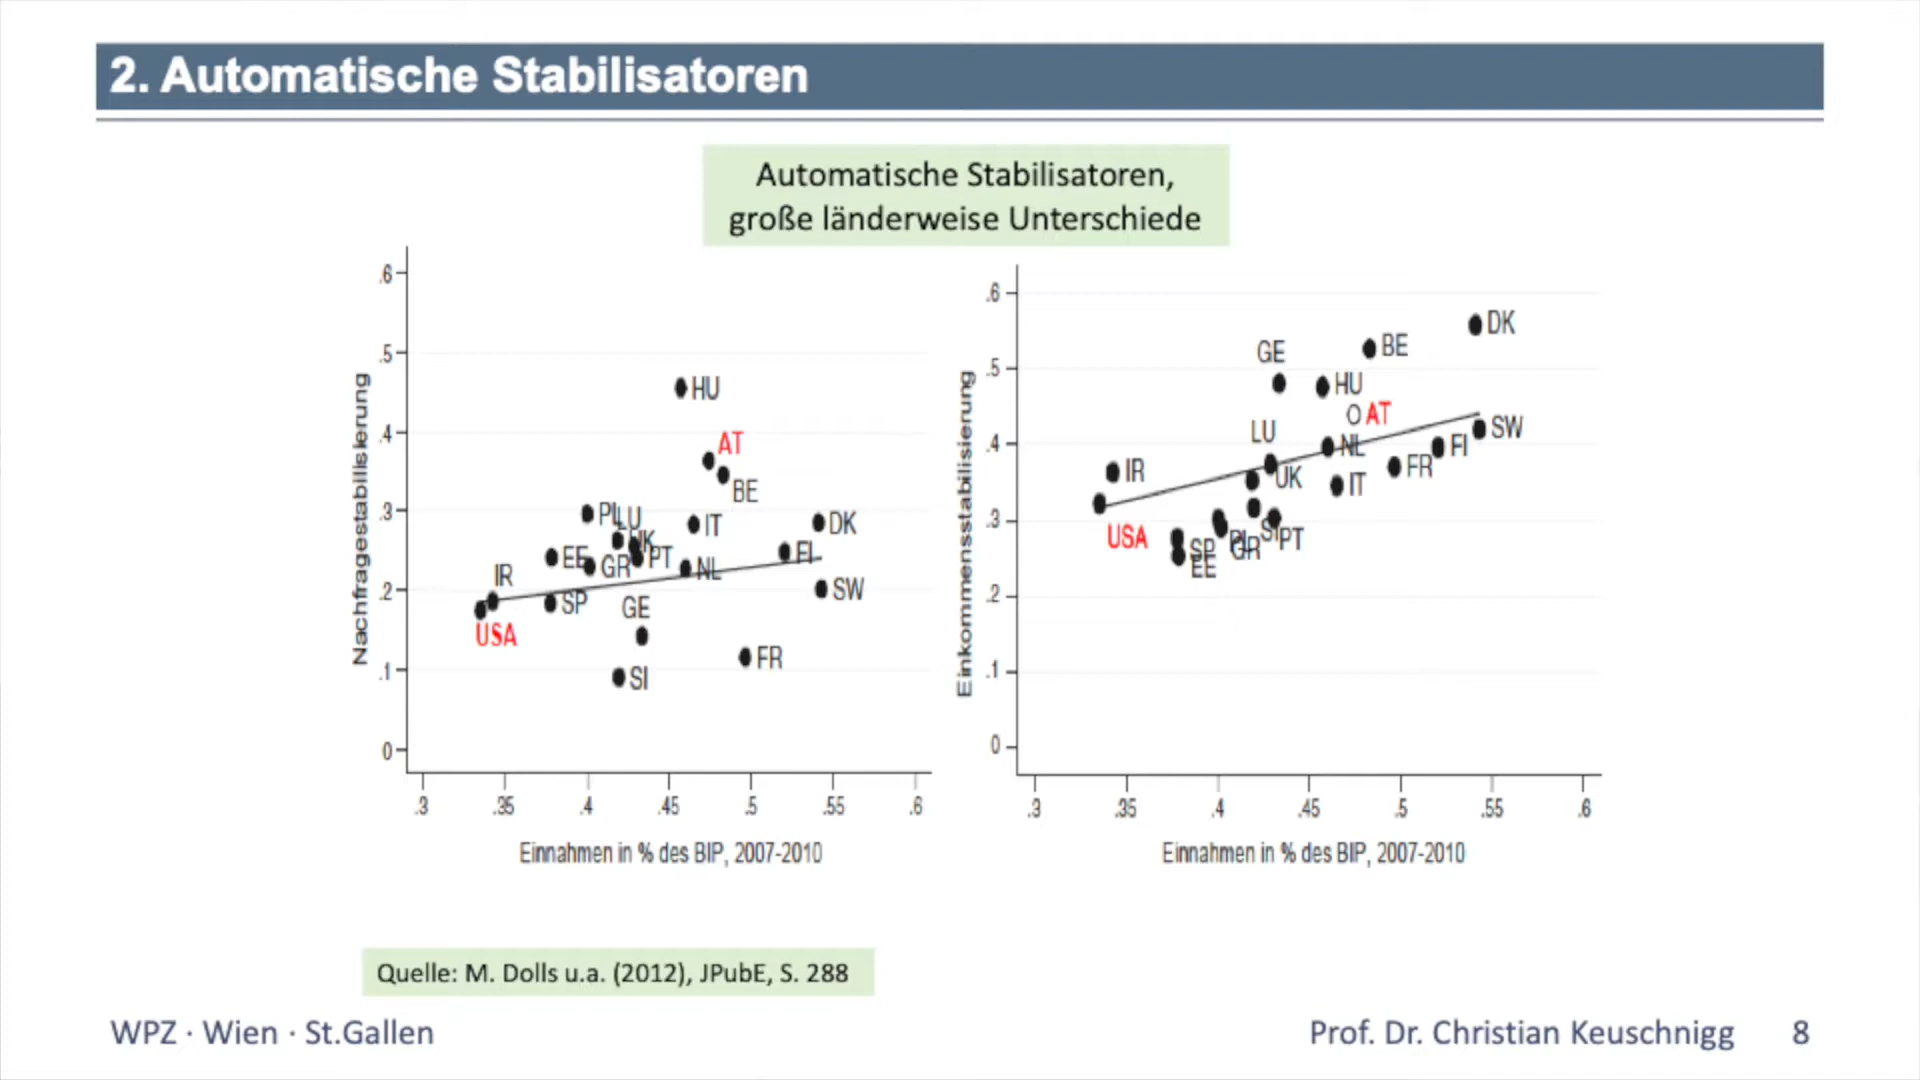 2. Automatische Stabilisatoren
Automatische Stabilisatoren,
große länderweise Unterschiede
Nachfragestabilisierung
.6
.5
.4
.3
.2
.1
0
HU
AT
BE
PL
LU
UK
PT
IT
DK
EE
GR
NL
FI
IR
SP
GE
SW
USA
SI
FR
.3
.35
.4
.45
.5
.55
.6
Einnahmen in % des BIP, 2007-2010
Einkommensstabilisierung
.6
.5
.4
.3
.2
.1
0
DK
GE
BE
HU
AT
LU
NL
FI
SW
IR
UK
IT
FR
USA
SP
EE
PL
GR
SI
PT
.3
.35
.4
.45
.5
.55
.6
Einnahmen in % des BIP, 2007-2010
Quelle: M. Dolls u.a. (2012), JPubE, S. 288
WPZ · Wien · St.Gallen
Prof. Dr. Christian Keuschnigg 8